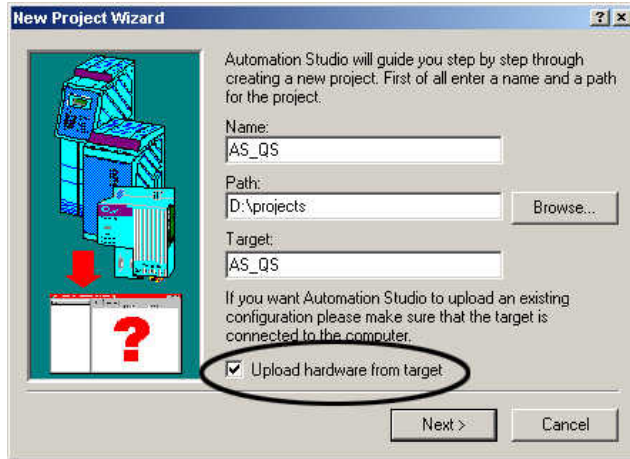 New Project Wizard
Automation Studio will guide you step by step through
creating a new project. First of all enter a name and a path
for the project.
Name:
AS_QS
Path:
D:\projects
Browse...
Target:
AS_QS
If you want Automation Studio to upload an existing
configuration please make sure that the target is
connected to the computer.
Upload hardware from target
Next >
Cancel